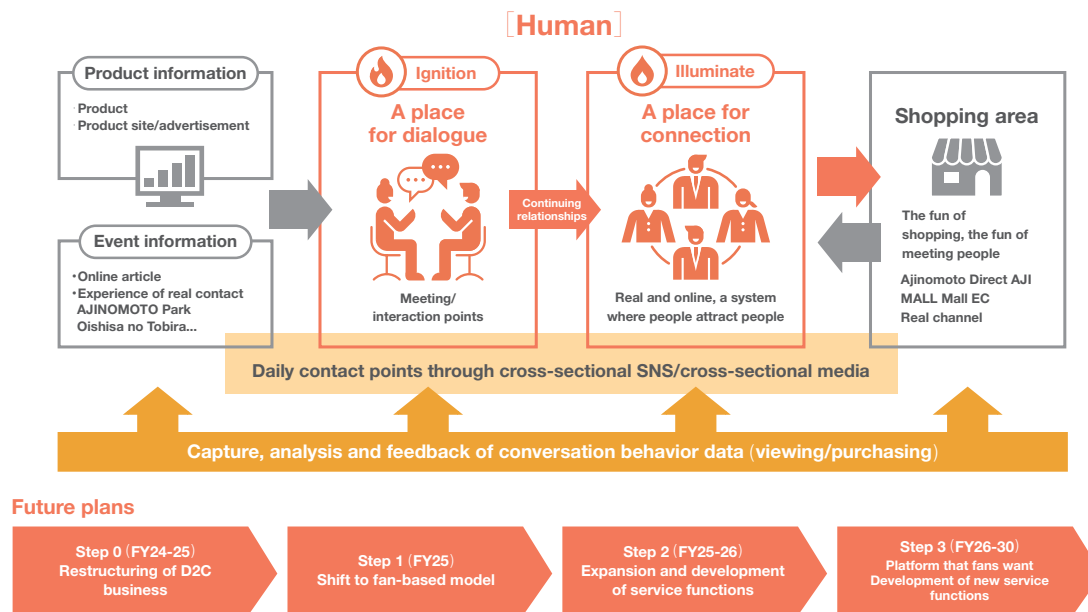 [Human]
Product information
· Product
· Product site/advertisement
Event information
•Online article
•Experience of real contact
AJINOMOTO Park
Oishisa no Tobira...
Ignition
A place
for dialogue
Meeting/
interaction points
Continuing
relationships
Illuminate
A place for
connection
Real and online, a system
where people attract people
Shopping area
The fun of
shopping, the fun of
meeting people
Ajinomoto Direct AJI
MALL Mall EC
Real channel
Daily contact points through cross-sectional SNS/cross-sectional media
Capture, analysis and feedback of conversation behavior data (viewing/purchasing)
Future plans
Step 0 (FY24-25)
Restructuring of D2C
business
Step 1 (FY25)
Shift to fan-based model
Step 2 (FY25-26)
Expansion and development
of service functions
Step 3 (FY26-30)
Platform that fans want
Development of new service
functions